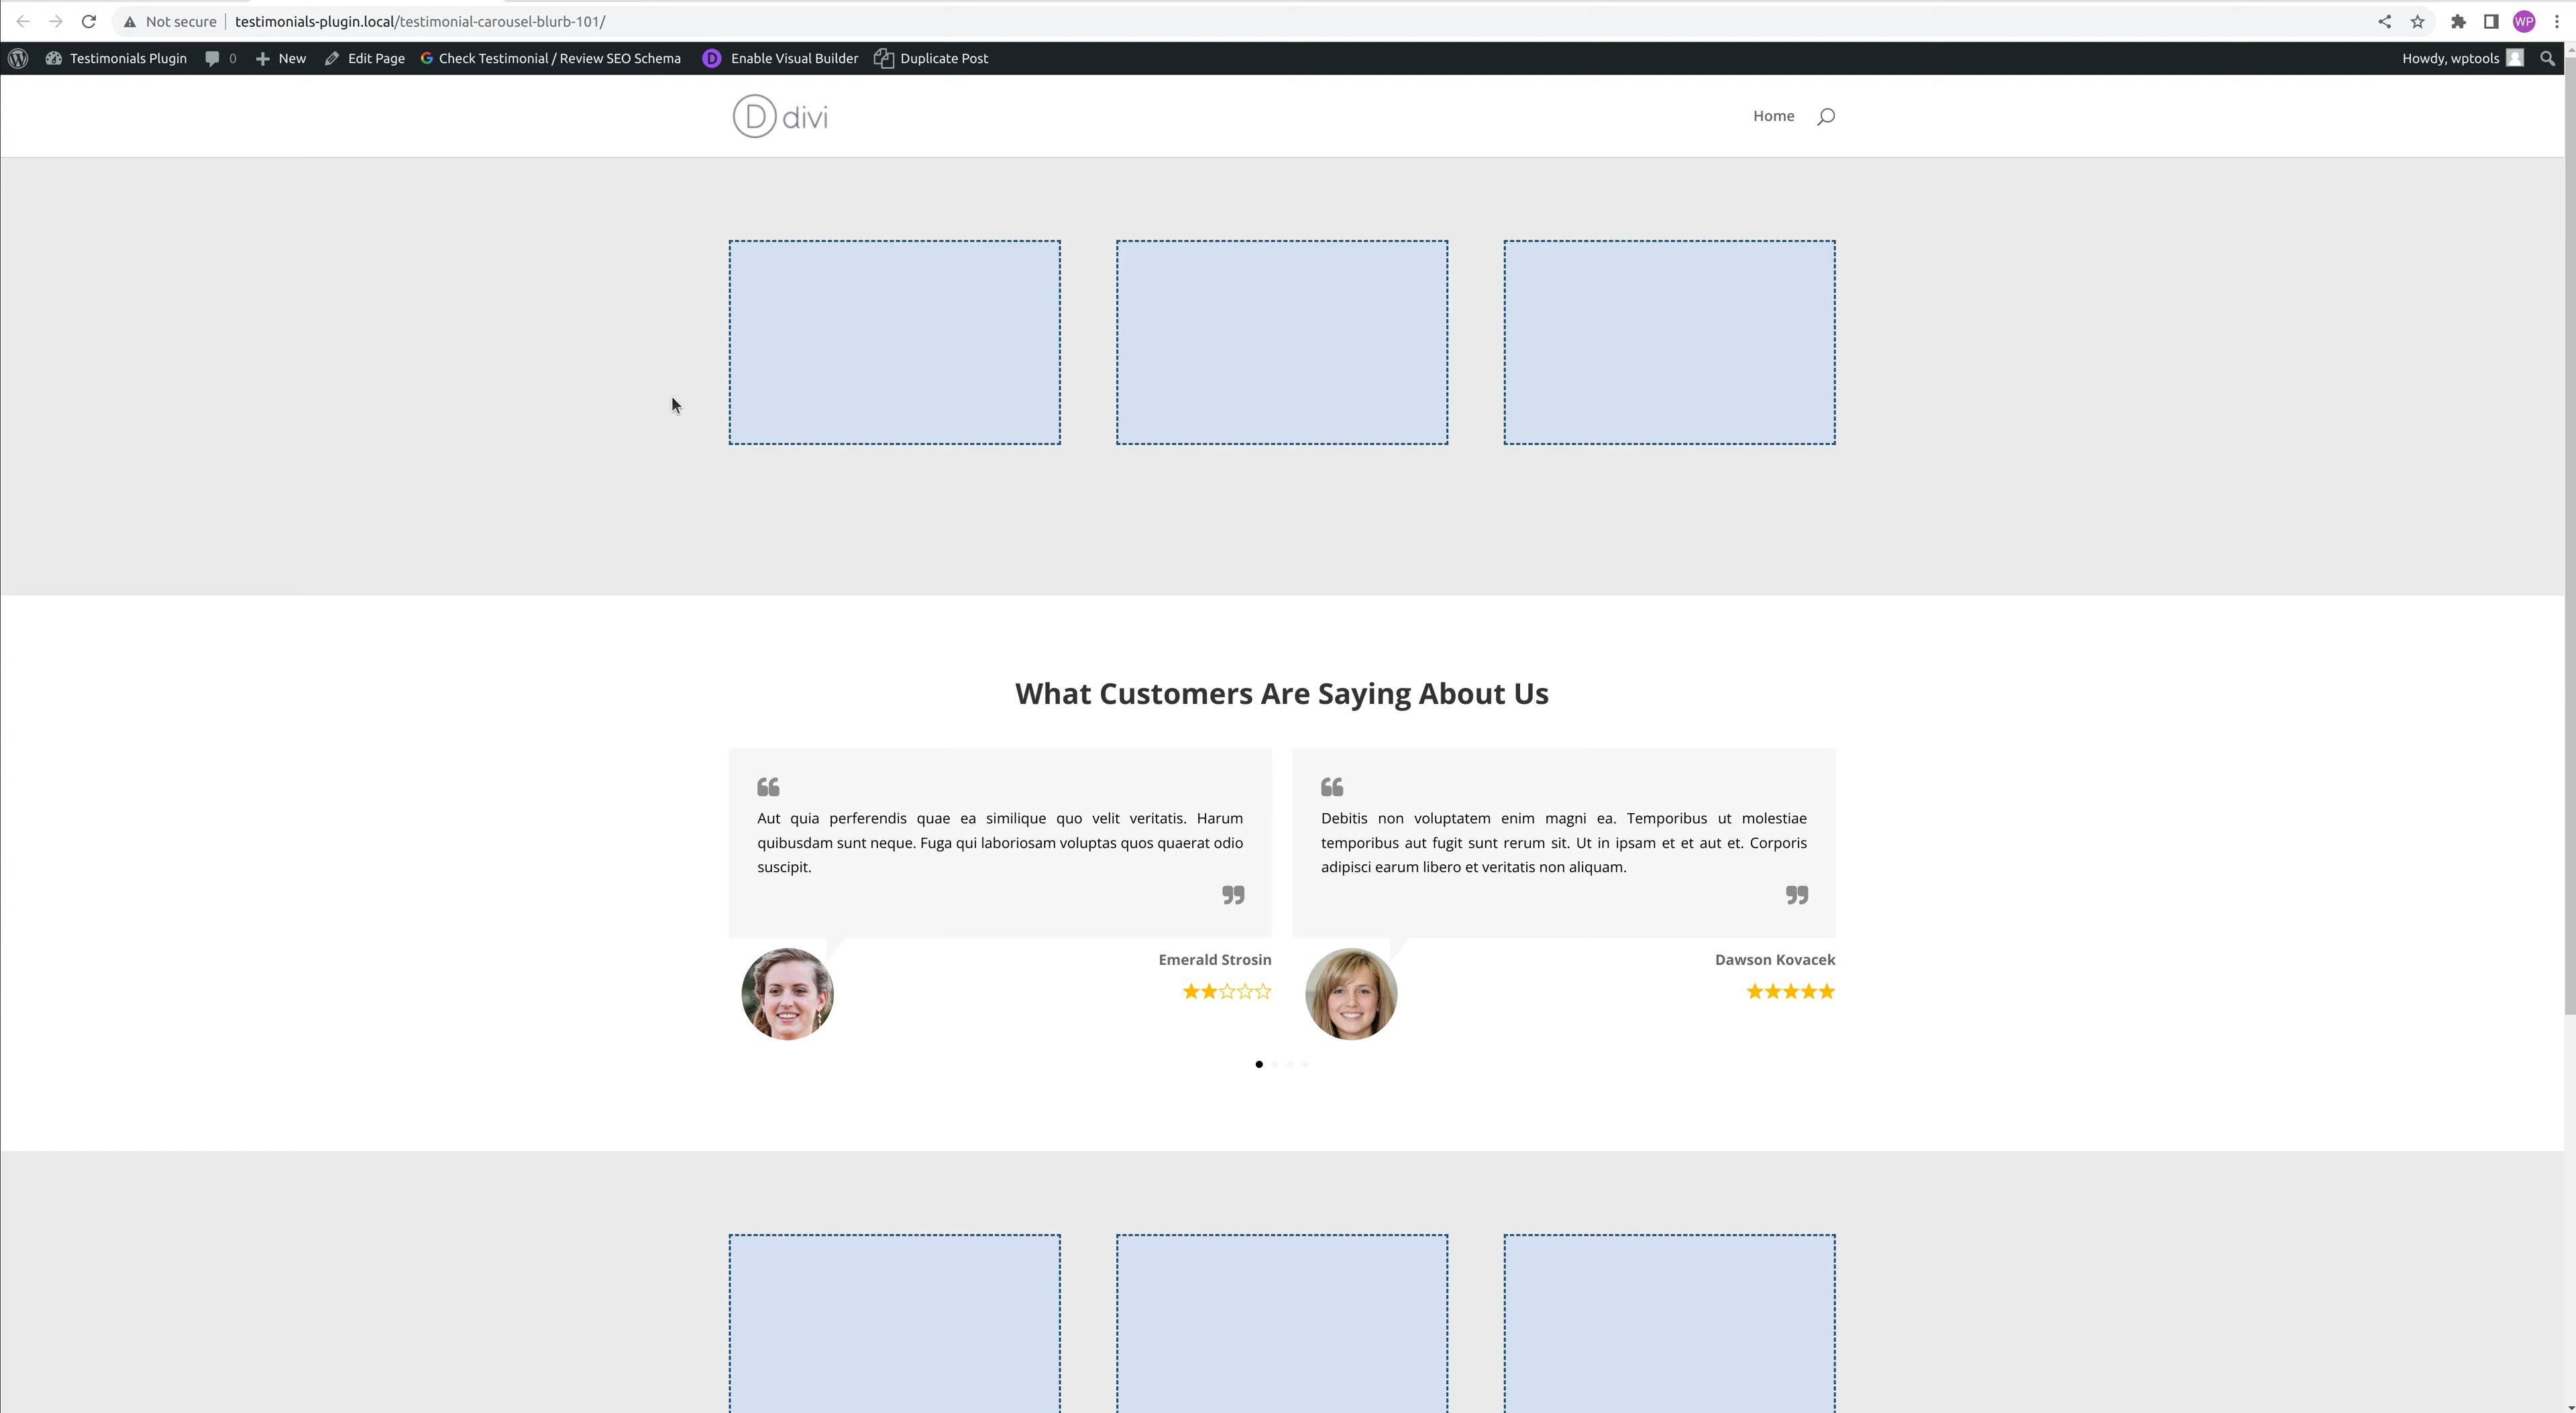 Not secure testimonials-plugin.local/testimonial-carousel-blurb-101/ WP
Testimonials Plugin 0 New Edit Page G Check Testimonial / Review SEO Schema D Enable Visual Builder Duplicate Post Howdy, wptools
D divi Home
What Customers Are Saying About Us
“ “
Aut quia perferendis quae ea similique quo velit veritatis. Harum
quibusdam sunt neque. Fuga qui laboriosam voluptas quos quaerat odio
suscipit.
”
Debitis non voluptatem enim magni ea. Temporibus ut molestiae
temporibus aut fugit sunt rerum sit. Ut in ipsam et et aut et. Corporis
adipisci earum libero et veritatis non aliquam.
”
Emerald Strosin
Dawson Kovacek